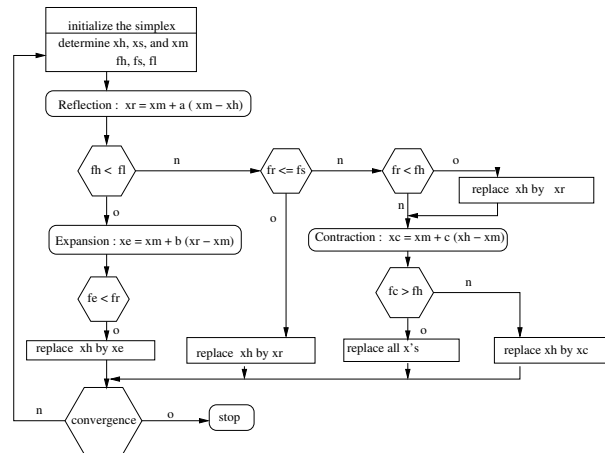 initialize the simplex
determine xh, xs, and xm
fh, fs, fl
Reflection : xr = xm + a ( xm − xh)
fh < fl
n
fr <= fs
n
fr < fh
o
replace xh by xr
n
o
o
Expansion : xe = xm + b (xr − xm)
Contraction : xc = xm + c (xh − xm)
fe < fr
fc > fh
n
o
o
replace xh by xe
replace xh by xr
replace all x's
replace xh by xc
n
convergence
o
stop